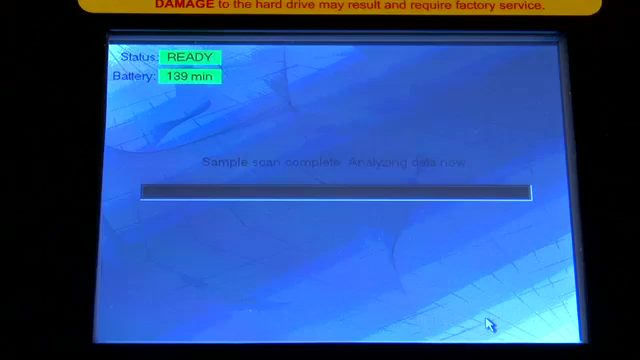 DAMAGE to the hard drive may result and require factory service.
Status: READY
Battery: 139 min
Sample scan complete. Analyzing data now